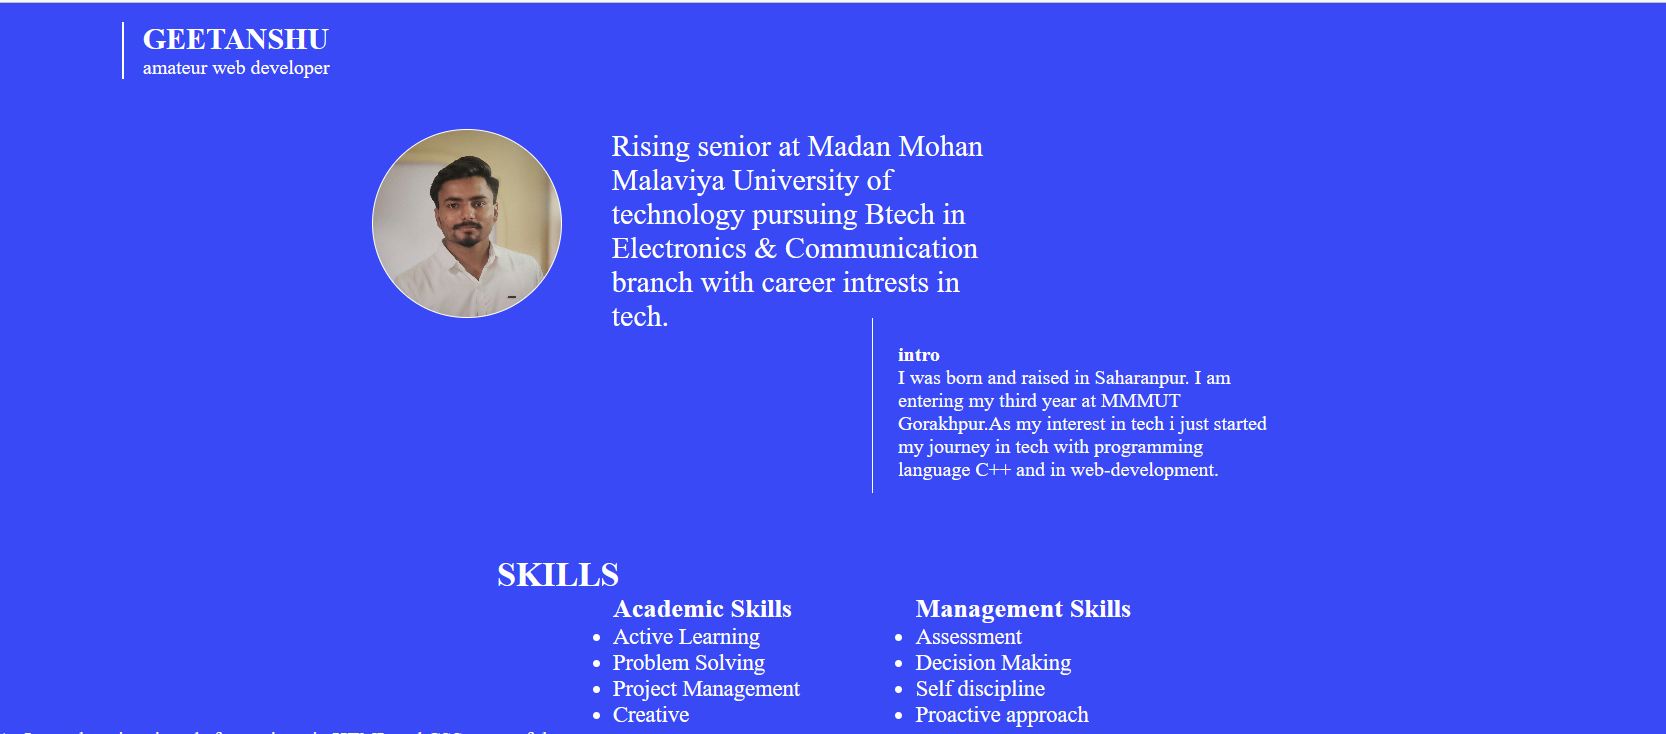 GEETANSHU
amateur web developer
Rising senior at Madan Mohan
Malaviya University of
technology pursuing Btech in
Electronics & Communication
branch with career intrests in
tech.
intro
I was born and raised in Saharanpur. I am
entering my third year at MMMUT
Gorakhpur.As my interest in tech i just started
my journey in tech with programming
language C++ and in web-development.
SKILLS
Academic Skills
• Active Learning
• Problem Solving
• Project Management
• Creative
Management Skills
• Assessment
• Decision Making
• Self discipline
• Proactive approach